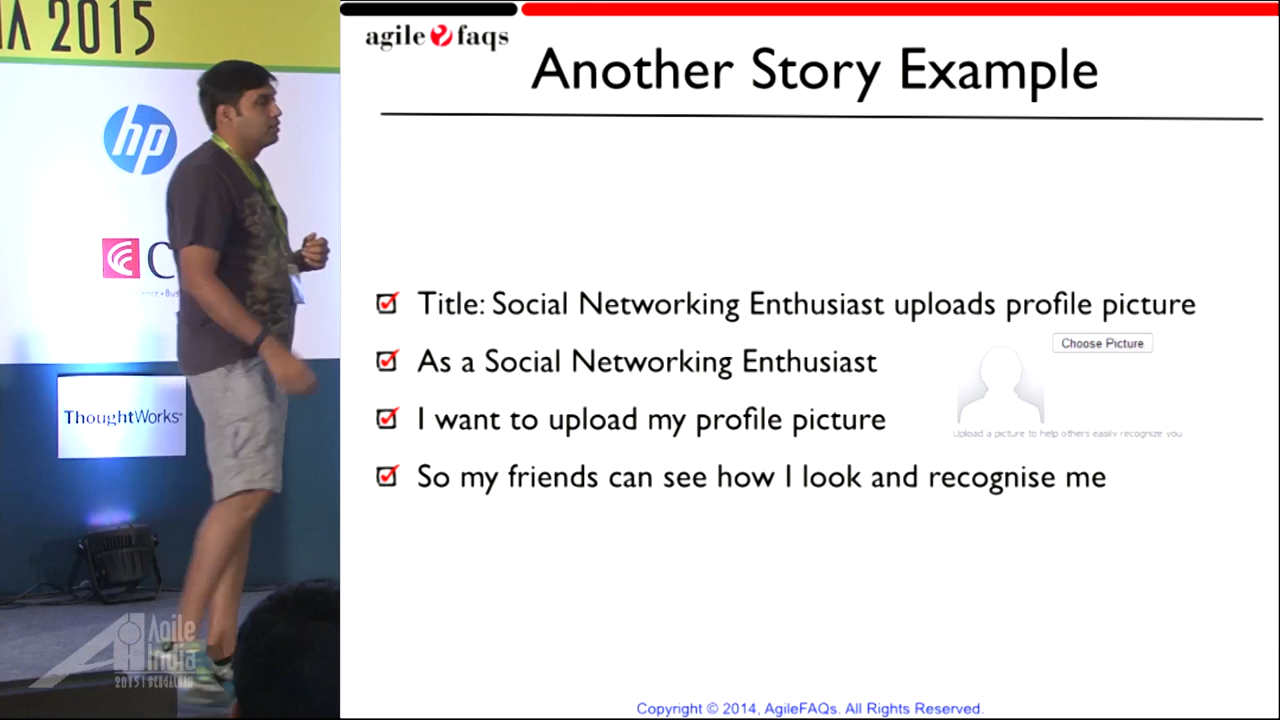 IA 2015
hp
C
ThoughtWorks
Agile
India
2015 | BENGALURU
agile faqs
Another Story Example
Title: Social Networking Enthusiast uploads profile picture
Choose Picture
As a Social Networking Enthusiast
I want to upload my profile picture
Upload a picture to help others easily recognize you
So my friends can see how I look and recognise me
Copyright © 2014, AgileFAQs. All Rights Reserved.